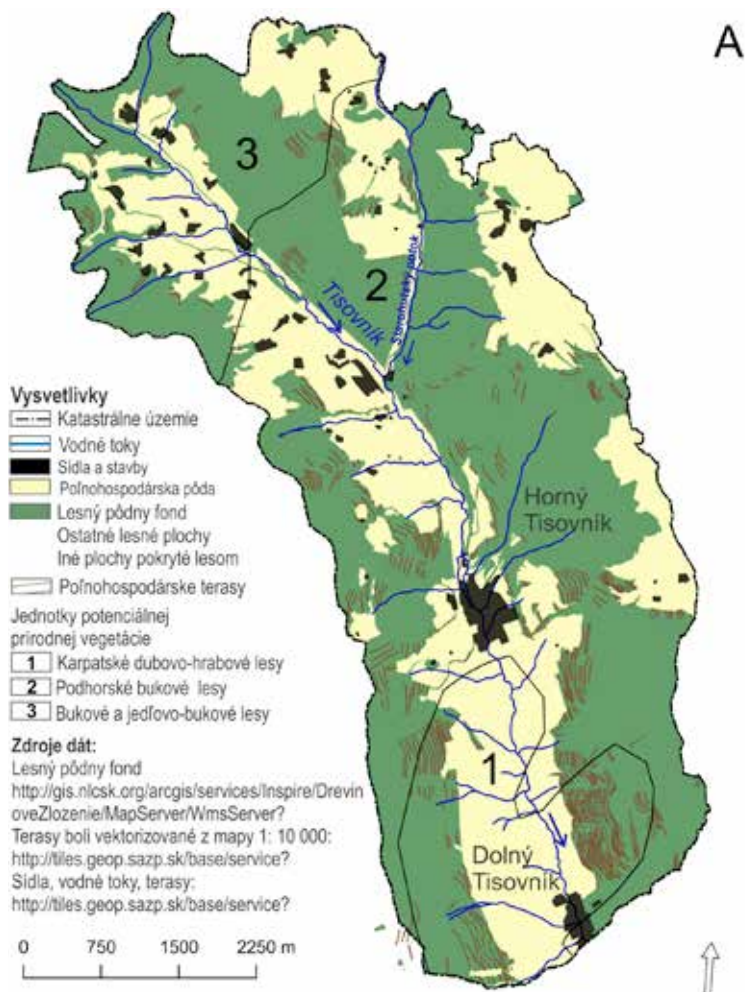 A
3
2
Tisovník
Vysvetlivky
Katastrálne územie
Vodné toky
Sídla a stavby
Poľnohospodárska pôda
Lesný pôdny fond
Ostatné lesné plochy
Iné plochy pokryté lesom
Poľnohospodárske terasy
Jednotky potenciálnej
prírodnej vegetácie
1 Karpatské dubovo-hrabové lesy
2 Podhorské bukové lesy
3 Bukové a jedľovo-bukové lesy
Zdroje dát:
Lesný pôdny fond
http://gis.nlcsk.org/arcgis/services/Inspire/Drevin
oveZlozenie/MapServer/WmsServer?
Terasy boli vektorizované z mapy 1: 10 000:
http://tiles.geop.sazp.sk/base/service?
Sídla, vodné toky, terasy:
http://tiles.geop.sazp.sk/base/service?
0 750 1500 2250 m
Horný
Tisovník
1
Dolný
Tisovník